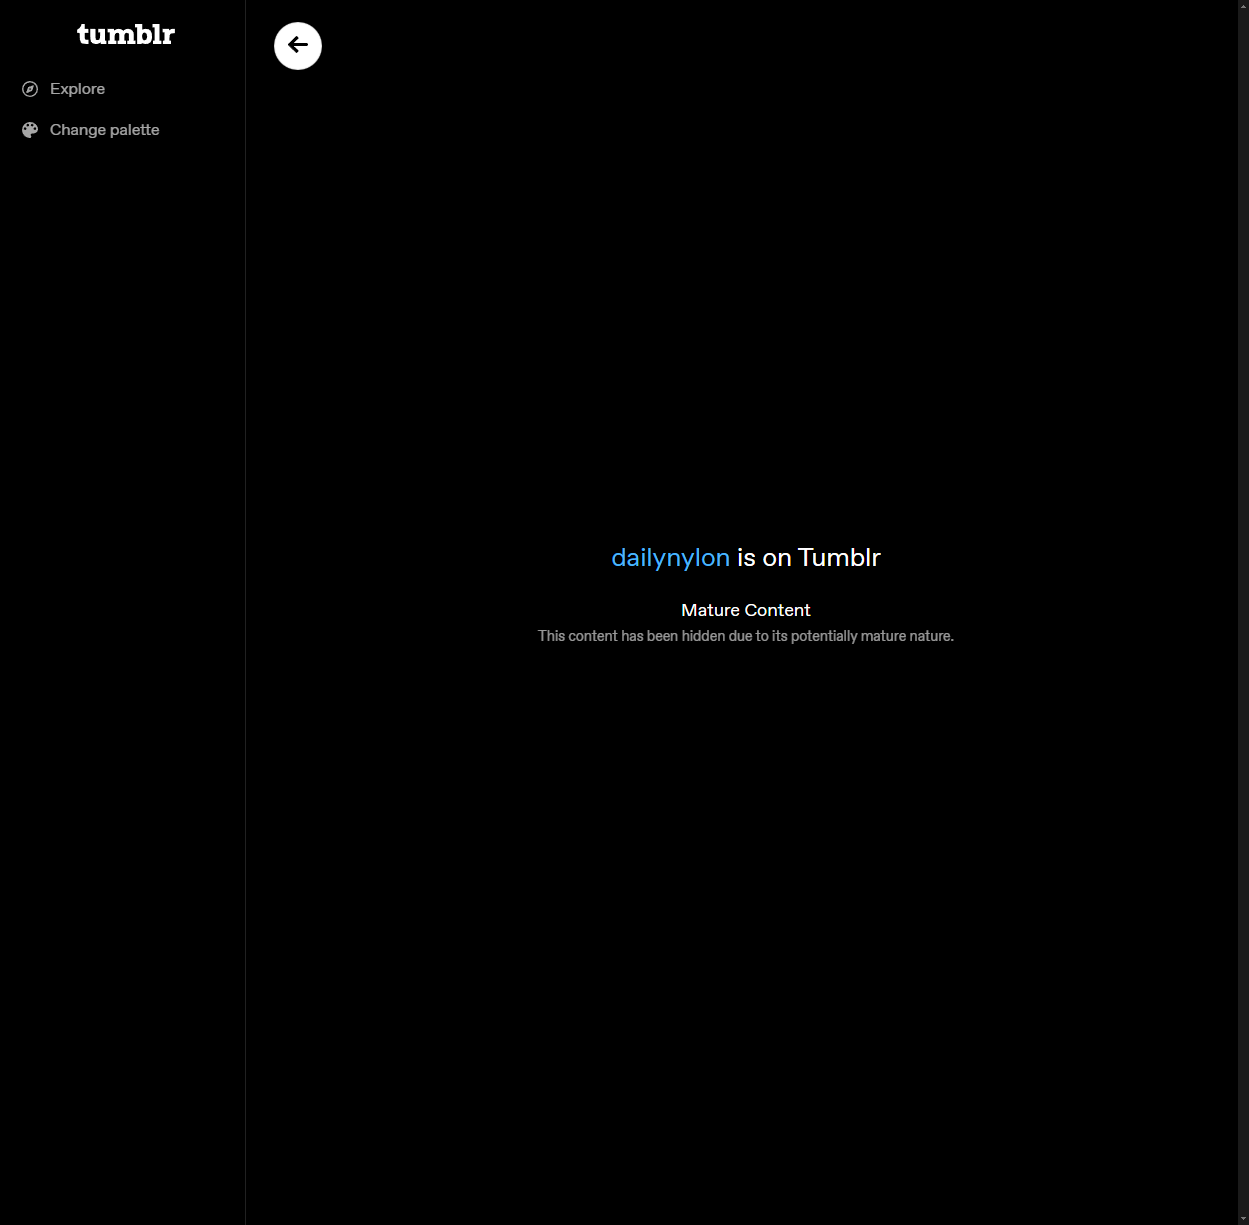 tumblr
Explore
Change palette
dailynylon is on Tumblr
Mature Content
This content has been hidden due to its potentially mature nature.